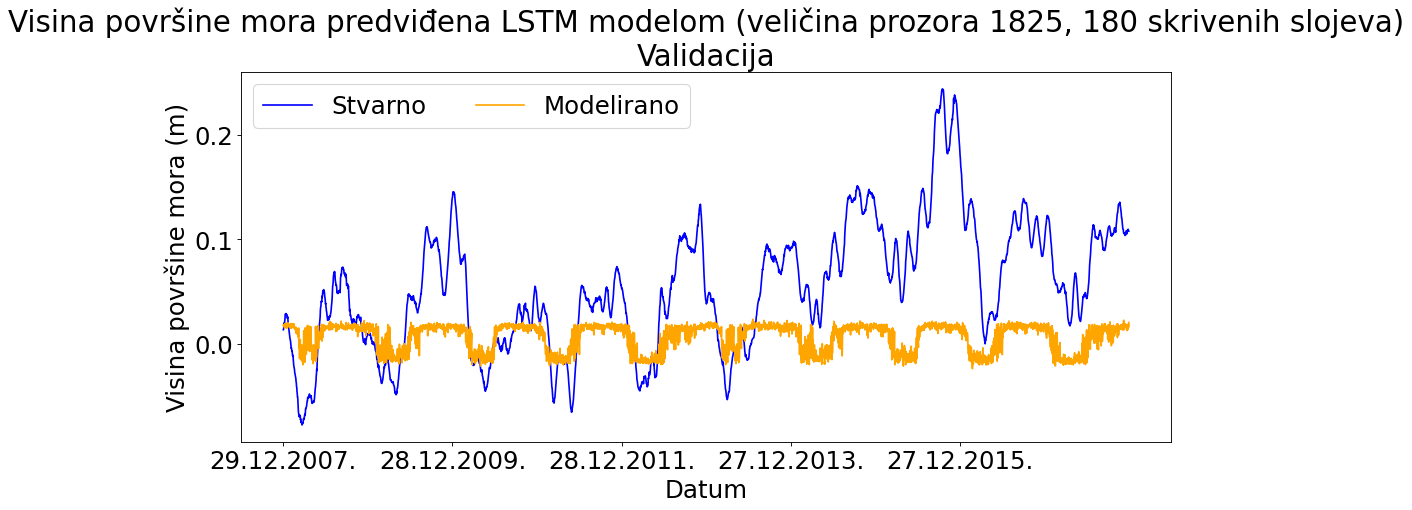 Visina površine mora predviđena LSTM modelom (veličina prozora 1825, 180 skrivenih slojeva)
Validacija
Stvarno
Modelirano
Visina površine mora (m)
0.2
0.1
0.0
29.12.2007.
28.12.2009.
28.12.2011.
27.12.2013.
27.12.2015.
Datum